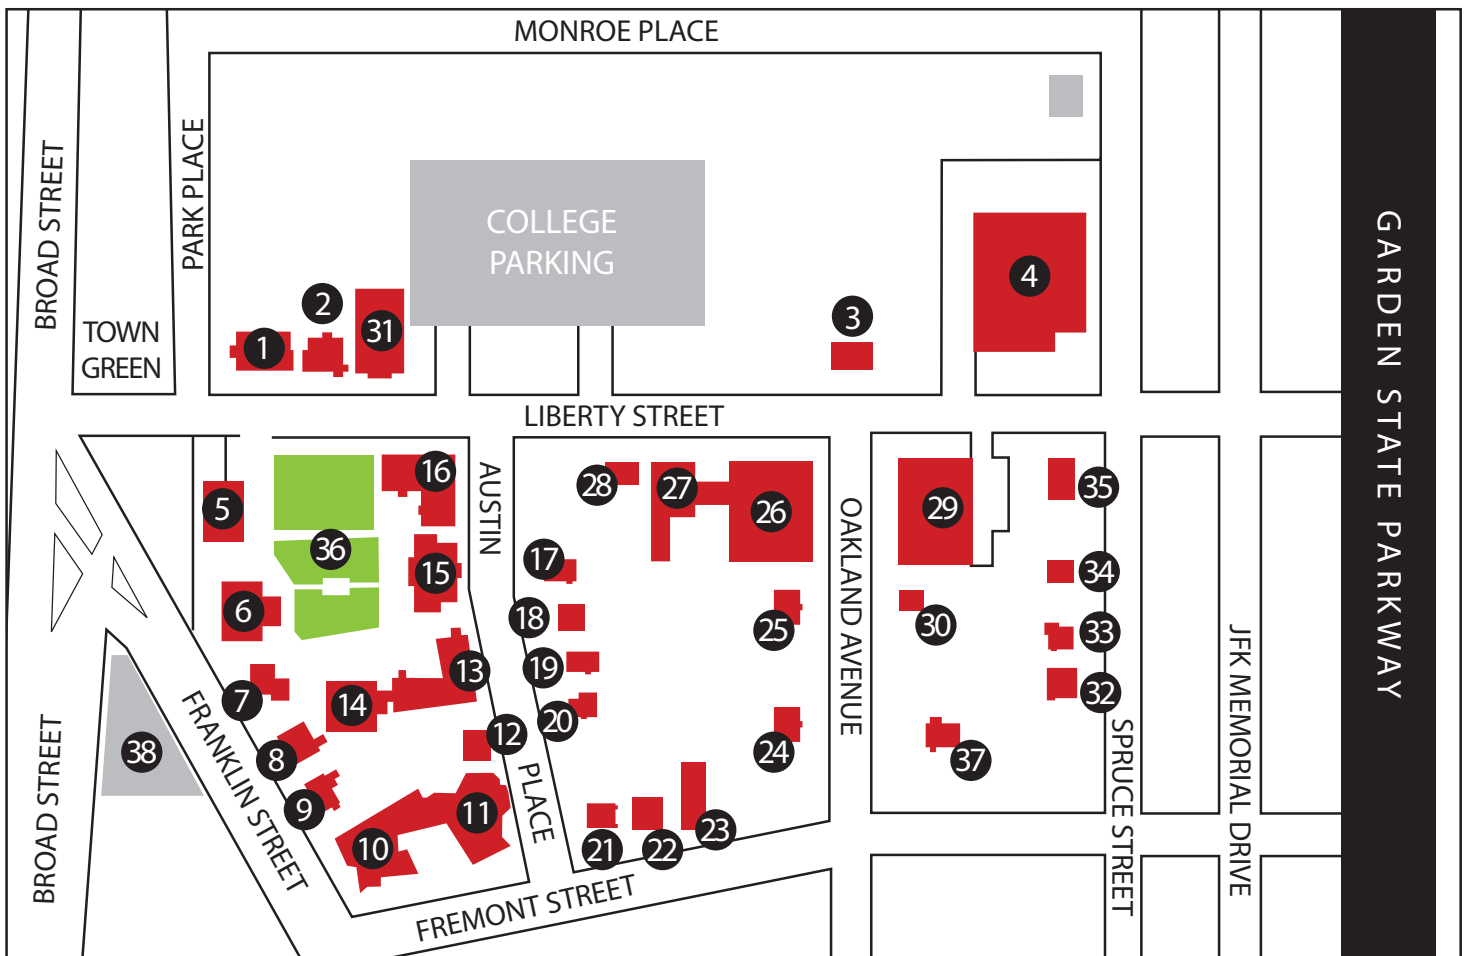 MONROE PLACE
BROAD STREET
PARK PLACE
COLLEGE
PARKING
GARDEN STATE PARKWAY
TOWN
GREEN
1
2
31
3
4
LIBERTY STREET
5
36
16
15
6
AUSTIN
PLACE
28
27
26
17
18
19
20
25
24
OAKLAND AVENUE
29
30
35
34
33
32
37
7
8
9
14
13
12
11
10
38
BROAD STREET
FRANKLIN STREET
21
22
23
FREMONT STREET
SPRUCE STREET
JFK MEMORIAL DRIVE